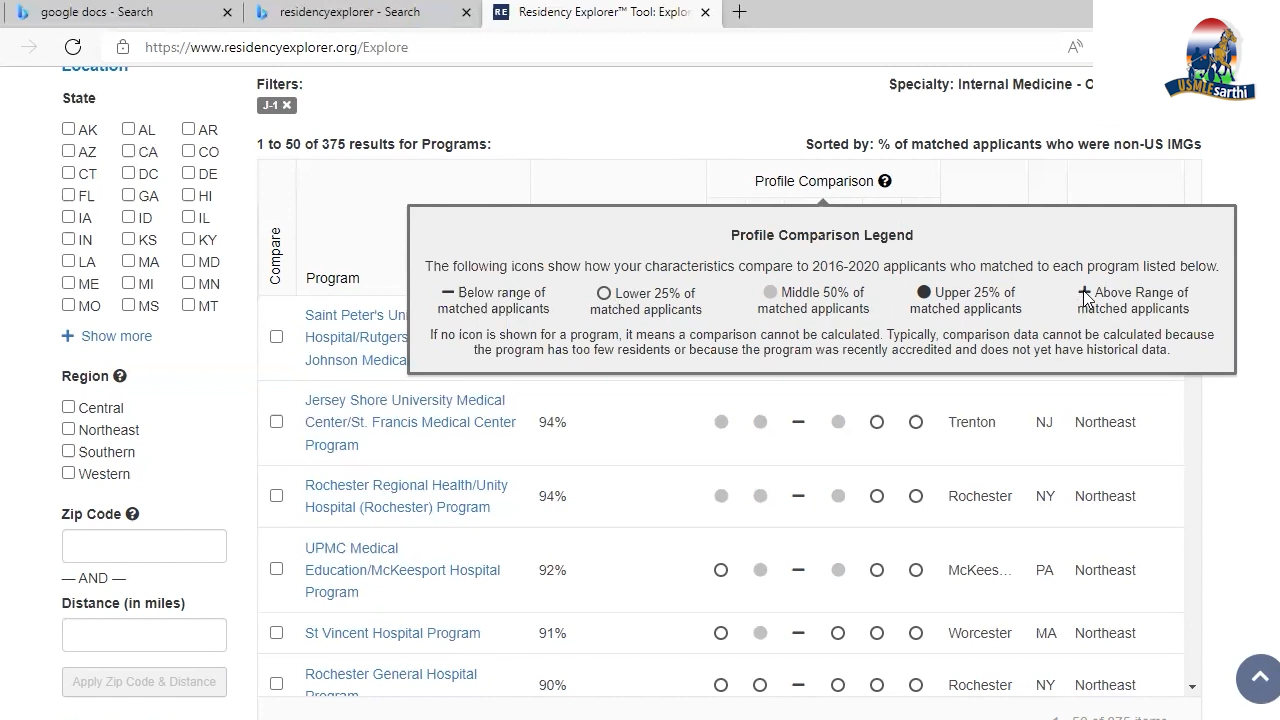 google docs - Search
residencyexplorer - Search
RE Residency Explorer™ Tool: Explor
https://www.residencyexplorer.org/Explore
USMLEsarthi
Location
State
AK AL AR
AZ CA CO
CT DC DE
FL GA HI
IA ID IL
IN KS KY
LA MA MD
ME MI MN
MO MS MT
+ Show more
Region
Central
Northeast
Southern
Western
Zip Code
— AND —
Distance (in miles)
Apply Zip Code & Distance
Filters:
Specialty: Internal Medicine - C
J-1 ✖
1 to 50 of 375 results for Programs:
Sorted by: % of matched applicants who were non-US IMGs
Compare
Program
Profile Comparison
Profile Comparison Legend
The following icons show how your characteristics compare to 2016-2020 applicants who matched to each program listed below.
Below range of
matched applicants
Lower 25% of
matched applicants
Middle 50% of
matched applicants
Upper 25% of
matched applicants
Above Range of
matched applicants
If no icon is shown for a program, it means a comparison cannot be calculated. Typically, comparison data cannot be calculated because
the program has too few residents or because the program was recently accredited and does not yet have historical data.
Saint Peter's Uni
Hospital/Rutgers
Johnson Medica
Jersey Shore University Medical
Center/St. Francis Medical Center
Program
94%
Trenton NJ Northeast
Rochester Regional Health/Unity
Hospital (Rochester) Program
94%
Rochester NY Northeast
UPMC Medical
Education/McKeesport Hospital
Program
92%
McKees... PA Northeast
St Vincent Hospital Program
91%
Worcester MA Northeast
Rochester General Hospital
Program
90%
Rochester NY Northeast
1 - 50 of 375 items